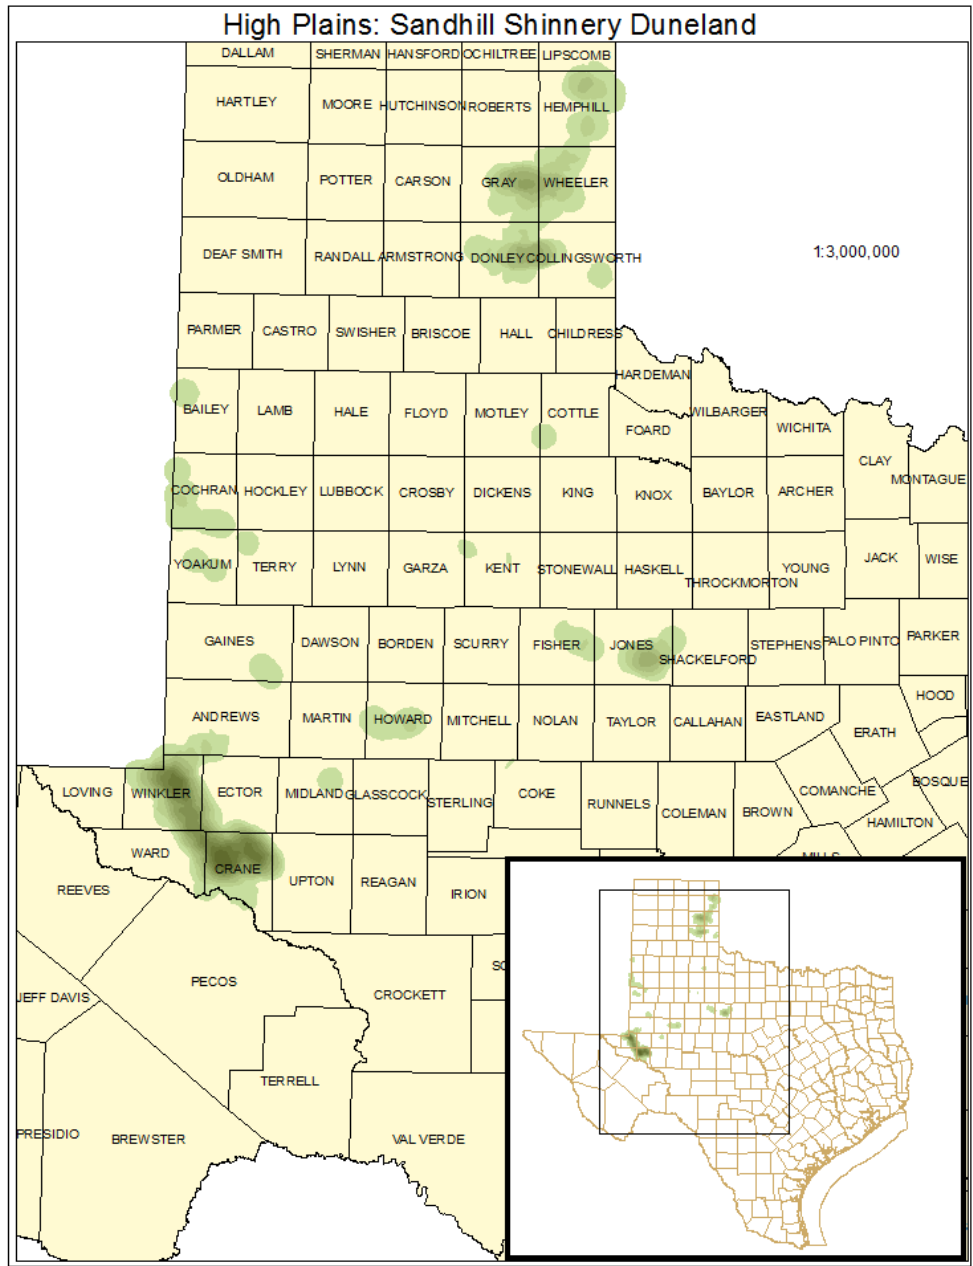 High Plains: Sandhill Shinnery Duneland
DALLAM SHERMAN HANSFORD OCHILTREE LIPSCOMB
HARTLEY MOORE HUTCHINSON ROBERTS HEMPHILL
OLDHAM POTTER CARSON GRAY WHEELER
1:3,000,000
DEAF SMITH RANDALL ARMSTRONG DONLEY COLLINGSWORTH
PARMER CASTRO SWISHER BRISCOE HALL CHILDRESS
HARDEMAN
BAILEY LAMB HALE FLOYD MOTLEY COTTLE WILBARGER
FOARD WICHITA
CLAY
COCHRAN HOCKLEY LUBBOCK CROSBY DICKENS KING KNOX BAYLOR ARCHER MONTAGUE
JACK WISE
YOAKUM TERRY LYNN GARZA KENT STONEWALL HASKELL THROCKMORTON YOUNG
GAINES DAWSON BORDEN SCURRY FISHER JONES SHACKELFORD STEPHENS PALO PINTO PARKER
HOOD
ANDREWS MARTIN HOWARD MITCHELL NOLAN TAYLOR CALLAHAN EASTLAND
ERATH
LOVING WINKLER ECTOR MIDLAND GLASSCOCK STERLING COKE RUNNELS COLEMAN BROWN COMANCHE BOSQUE
HAMILTON
WARD CRANE UPTON REAGAN IRION
REEVES
PECOS
JEFF DAVIS CROCKETT
TERRELL
PRESIDIO BREWSTER VAL VERDE